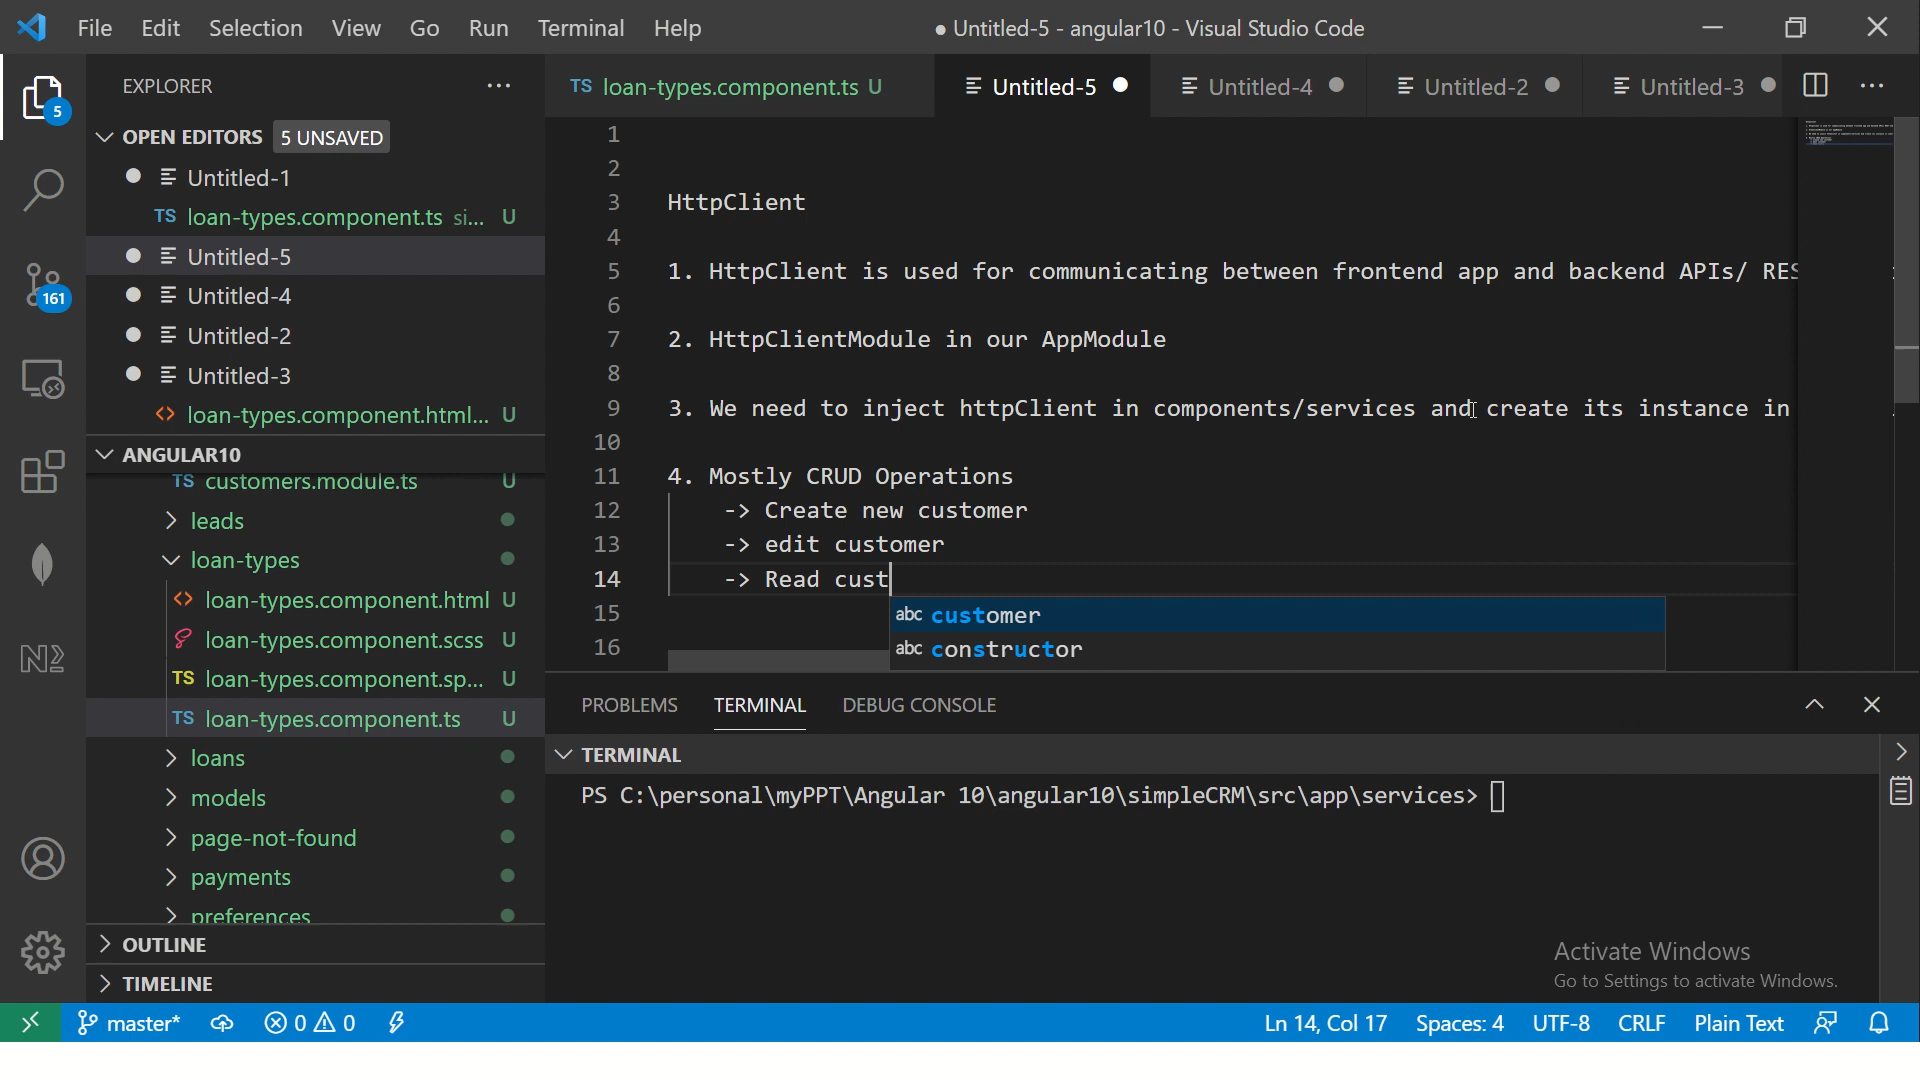 File Edit Selection View Go Run Terminal Help
● Untitled-5 - angular10 - Visual Studio Code
EXPLORER
5
OPEN EDITORS 5 UNSAVED
Untitled-1
TS loan-types.component.ts si... U
Untitled-5
Untitled-4
Untitled-2
Untitled-3
<> loan-types.component.html... U
161
ANGULAR10
TS customers.module.ts U
leads
loan-types
<> loan-types.component.html U
loan-types.component.scss U
TS loan-types.component.sp... U
TS loan-types.component.ts U
loans
models
page-not-found
payments
preferences
OUTLINE
TIMELINE
TS loan-types.component.ts U
Untitled-5
Untitled-4
Untitled-2
Untitled-3
1
2
3 HttpClient
4
5 1. HttpClient is used for communicating between frontend app and backend APIs/ RES
6
7 2. HttpClientModule in our AppModule
8
9 3. We need to inject httpClient in components/services and create its instance in
10
11 4. Mostly CRUD Operations
12 -> Create new customer
13 -> edit customer
14 -> Read cust
15
16
abc customer
abc constructor
PROBLEMS TERMINAL DEBUG CONSOLE
TERMINAL
PS C:\personal\myPPT\Angular 10\angular10\simpleCRM\src\app\services>
Activate Windows
Go to Settings to activate Windows.
master* 0 0
Ln 14, Col 17 Spaces: 4 UTF-8 CRLF Plain Text